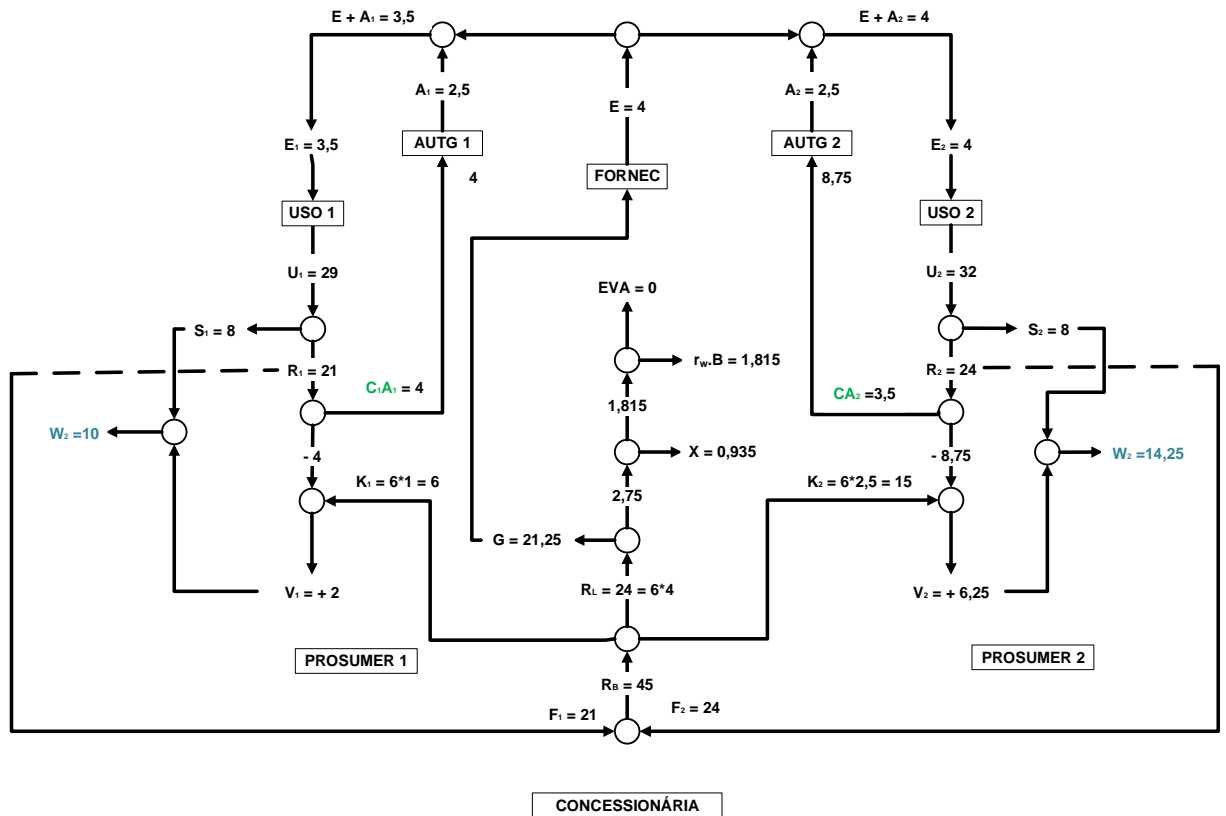 E + A₁ = 3,5
E + A₂ = 4
A₁ = 2,5
E = 4
A₂ = 2,5
E₁ = 3,5
AUTG 1
AUTG 2
E₂ = 4
4
FORNEC
8,75
USO 1
USO 2
U₁ = 29
U₂ = 32
EVA = 0
S₁ = 8
S₂ = 8
r_w.B = 1,815
R₁ = 21
R₂ = 24
C₁A₁ = 4
CA₂ =3,5
1,815
W₂ =10
- 4
X = 0,935
- 8,75
W₂ =14,25
K₁ = 6*1 = 6
K₂ = 6*2,5 = 15
2,75
G = 21,25
V₁ = + 2
R_L = 24 = 6*4
V₂ = + 6,25
PROSUMER 1
PROSUMER 2
R_B = 45
F₁ = 21
F₂ = 24
CONCESSIONÁRIA